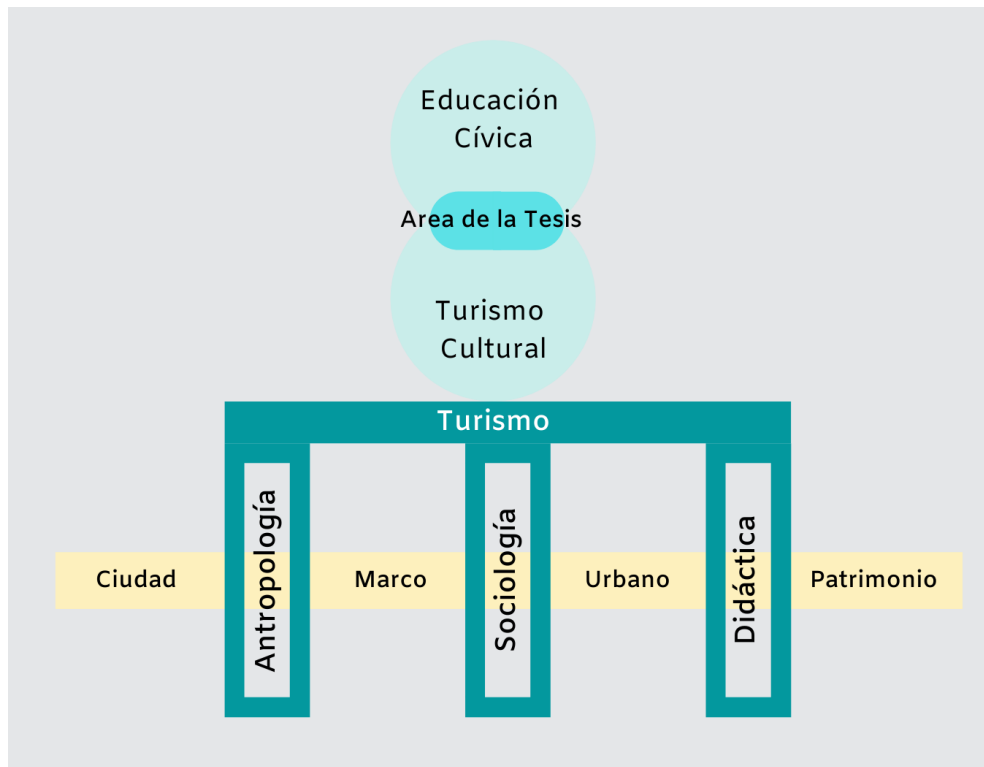 Educación
Cívica
Area de la Tesis
Turismo
Cultural
Turismo
Antropología
Sociología
Didáctica
Ciudad
Marco
Urbano
Patrimonio